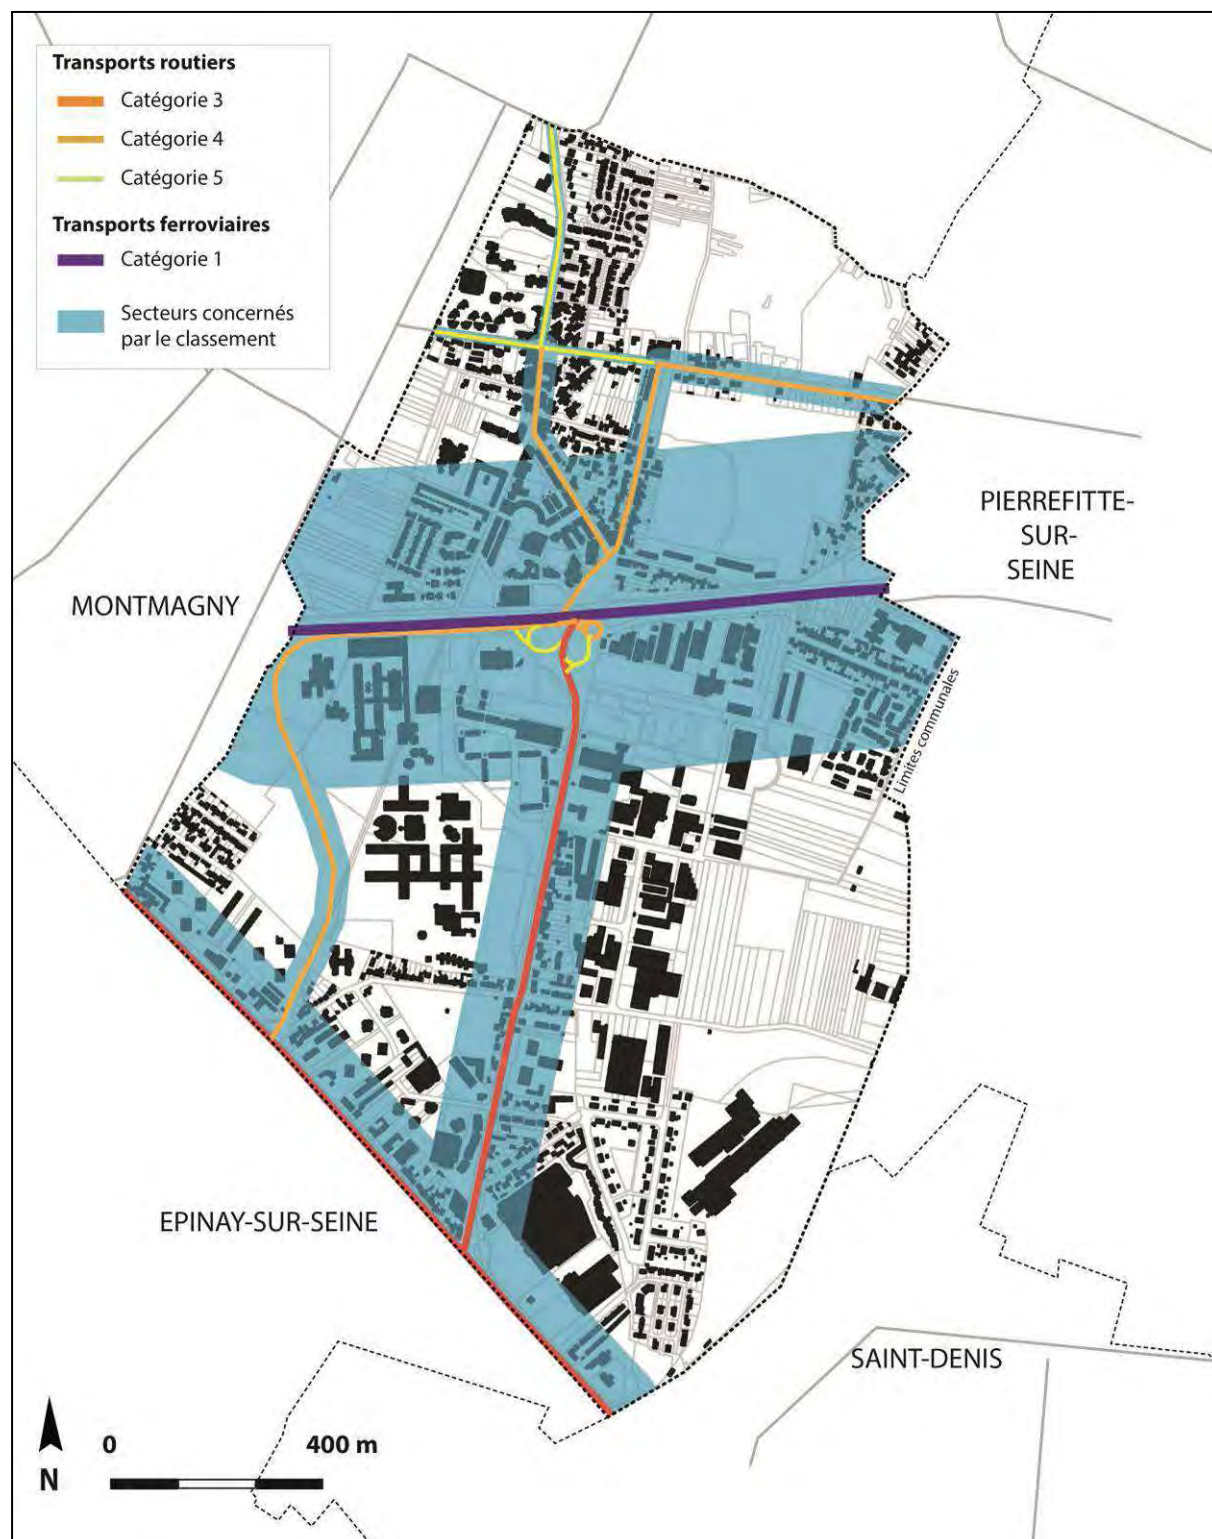 Transports routiers
Catégorie 3
Catégorie 4
Catégorie 5
Transports ferroviaires
Catégorie 1
Secteurs concernés
par le classement
PIERREFITTE-
SUR-
SEINE
MONTMAGNY
Limites communales
EPINAY-SUR-SEINE
SAINT-DENIS
0 400 m
N